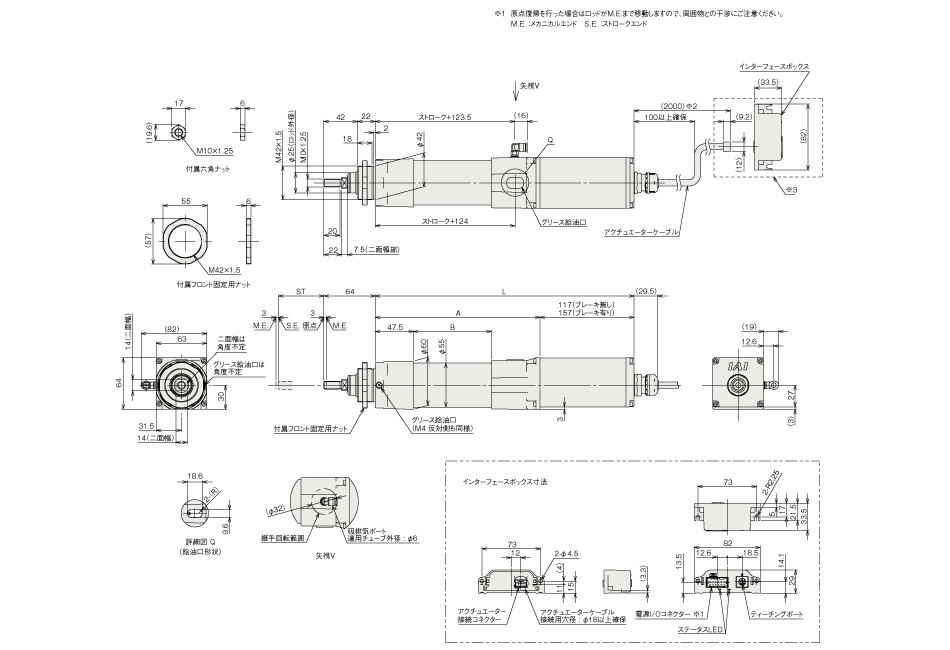 ※1 原点復帰を行った場合はロッドがM.E.まで移動しますので、周囲物との干渉にご注意ください。
M.E.:メカニカルエンド S.E.:ストロークエンド
インターフェースボックス
(33.5)
矢視V
(2000)※2
100以上確保
(9.2)
(82)
(12)
※3
17
6
(19.6)
M10×1.25
付属六角ナット
42
22
ストローク+123.5
(16)
2
18
φ42
Q
M42×1.5
φ25(ロッド外径)
M10×1.25
グリース給油口
ストローク+124
アクチュエーターケーブル
20
22
7.5(二面幅部)
55
6
(57)
M42×1.5
付属フロント固定用ナット
ST
64
L
(29.5)
117(ブレーキ無し)
157(ブレーキ有り)
3
3
M.E.
S.E.
原点
M.E.
A
47.5
B
φ60
φ55
3
グリース給油口
(M4 反対側も同様)
付属フロント固定用ナット
14(二面幅)
(82)
63
二面幅は
角度不定
グリース給油口は
角度不定
64
30
31.5
14(二面幅)
(19)
12.6
IAI
27
(3)
18.6
2-(R)
9.6
詳細図 Q
(給油口形状)
(φ32)
継手回転範囲
吸排気ポート
適用チューブ外径:φ6
矢視V
インターフェースボックス寸法
73
2-R2.25
5
17
21.5
33.5
73
12
2-φ4.5
(4)
11
15
アクチュエーター
接続コネクター
アクチュエーターケーブル
接続用穴径:φ18以上確保
(3.3)
82
12.6
18.5
13.5
14.1
29
電源I/Oコネクター ※1
ステータスLED
ティーチングポート